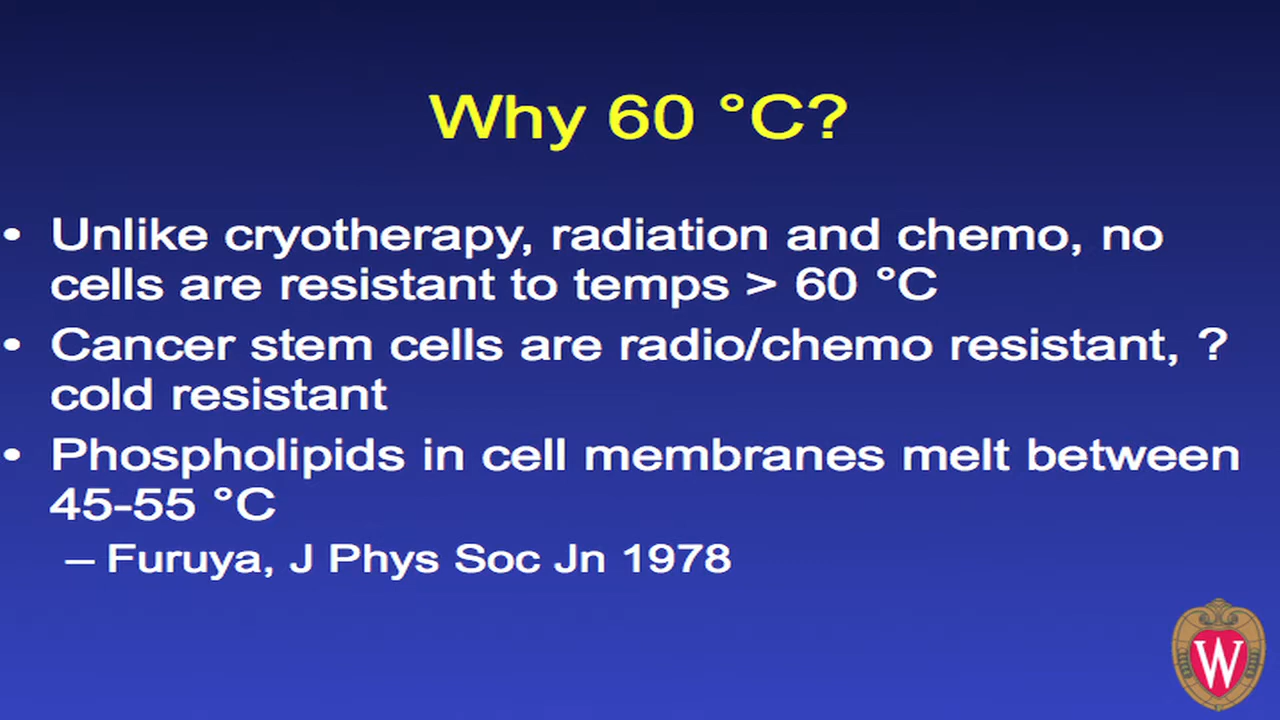 Why 60 °C?
• Unlike cryotherapy, radiation and chemo, no
cells are resistant to temps > 60 °C
• Cancer stem cells are radio/chemo resistant, ?
cold resistant
• Phospholipids in cell membranes melt between
45-55 °C
– Furuya, J Phys Soc Jn 1978
W